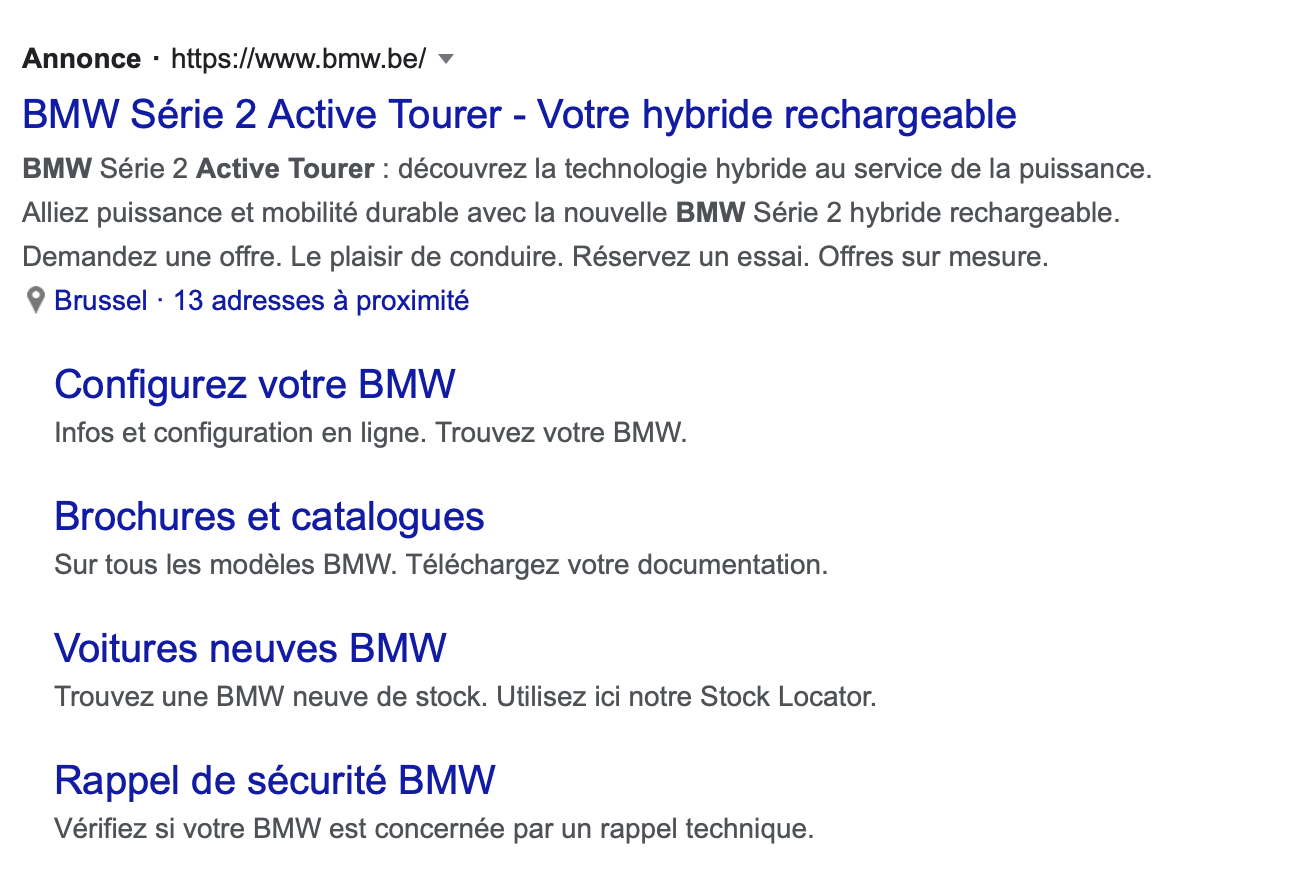 Annonce · https://www.bmw.be/
BMW Série 2 Active Tourer - Votre hybride rechargeable
BMW Série 2 Active Tourer : découvrez la technologie hybride au service de la puissance.
Alliez puissance et mobilité durable avec la nouvelle BMW Série 2 hybride rechargeable.
Demandez une offre. Le plaisir de conduire. Réservez un essai. Offres sur mesure.
Brussel · 13 adresses à proximité
Configurez votre BMW
Infos et configuration en ligne. Trouvez votre BMW.
Brochures et catalogues
Sur tous les modèles BMW. Téléchargez votre documentation.
Voitures neuves BMW
Trouvez une BMW neuve de stock. Utilisez ici notre Stock Locator.
Rappel de sécurité BMW
Vérifiez si votre BMW est concernée par un rappel technique.